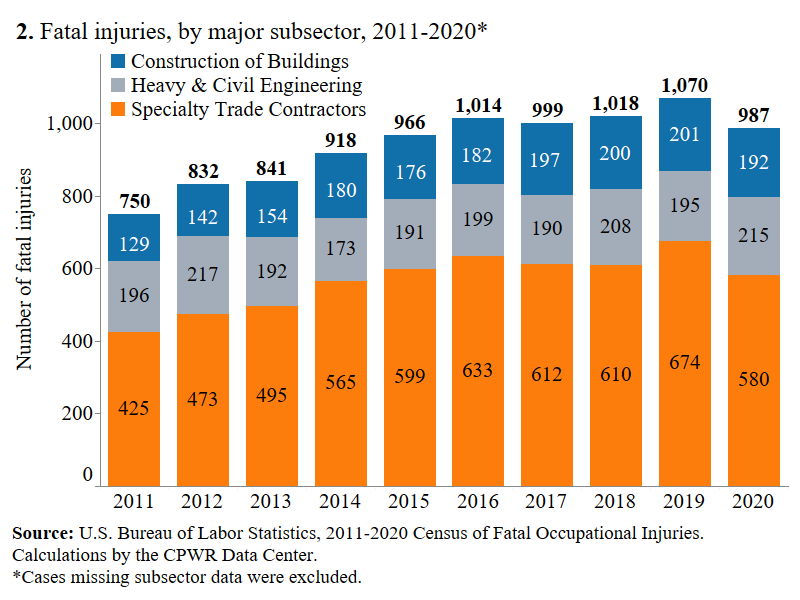 2. Fatal injuries, by major subsector, 2011-2020*
Construction of Buildings
Heavy & Civil Engineering
Specialty Trade Contractors
Number of fatal injuries
1,000
800
600
400
200
0
750 832 841 918 966 1,014 999 1,018 1,070 987
129 142 154 180 176 182 197 200 201 192
196 217 192 173 191 199 190 208 195 215
425 473 495 565 599 633 612 610 674 580
2011 2012 2013 2014 2015 2016 2017 2018 2019 2020
Source: U.S. Bureau of Labor Statistics, 2011-2020 Census of Fatal Occupational Injuries.
Calculations by the CPWR Data Center.
*Cases missing subsector data were excluded.